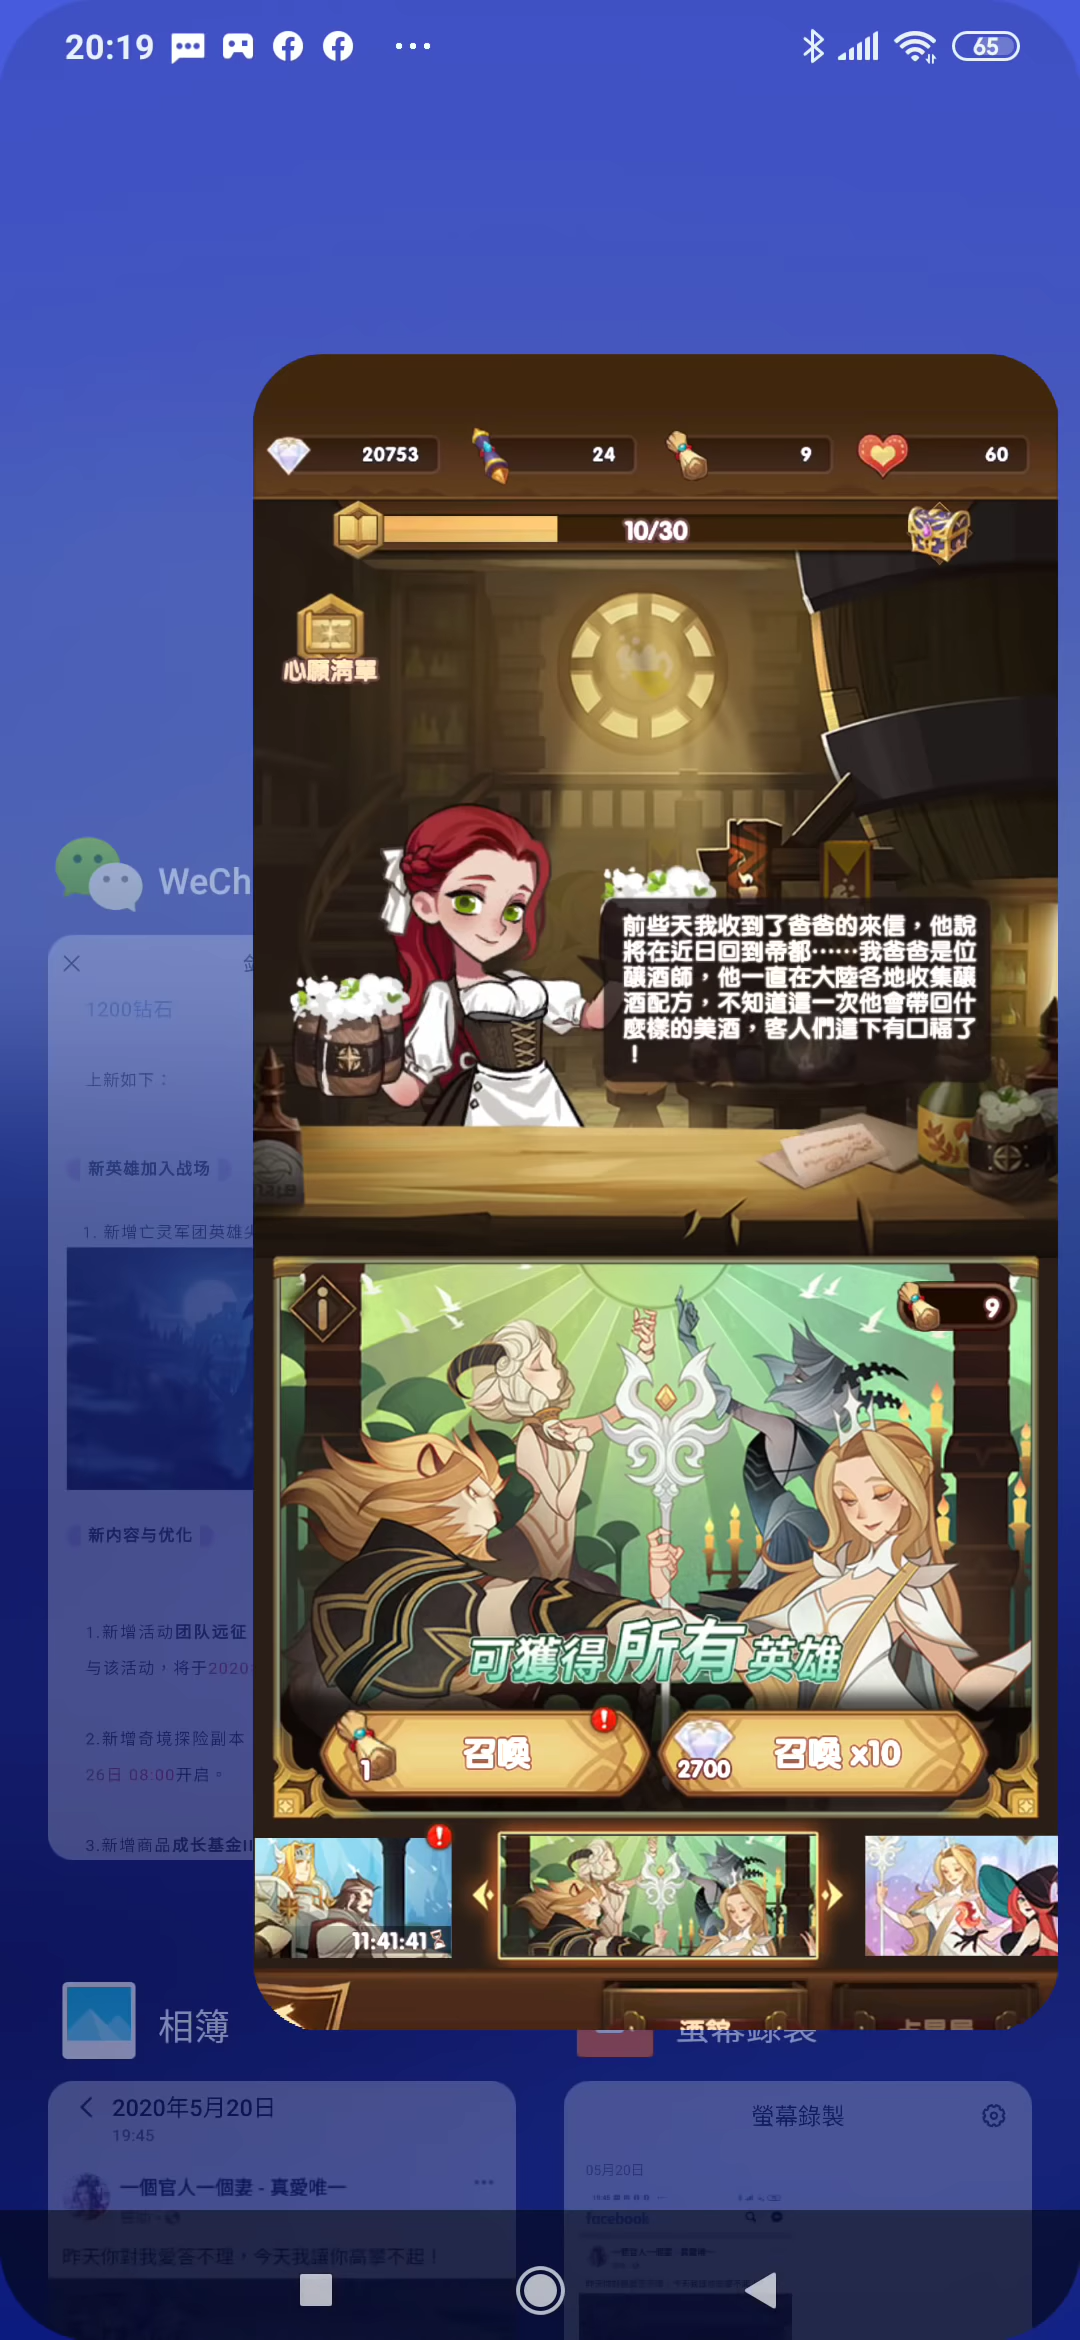 20:19
65
20753
24
9
60
10/30
心願清單
前些天我收到了爸爸的來信，他說
將在近日回到帝都⋯⋯我爸爸是位
釀酒師，他一直在大陸各地收集釀
酒配方，不知道這一次他會帶回什
麼樣的美酒，客人們這下有口福了
！
9
可獲得所有英雄
1
召喚
2700
召喚 x10
11:41:41
酒館
WeCh
1200钻石
上新如下：
新英雄加入战场
1. 新增亡灵军团英雄
新内容与优化
1.新增活动团队远征
与该活动，将于2020
2.新增奇境探险副本
26日 08:00开启。
3.新增商品成长基金II
相簿
螢幕錄製
2020年5月20日
19:45
一個官人一個妻 - 真愛唯一
昨天你對我愛答不理，今天我讓你高攀不起！
螢幕錄製
05月20日
facebook